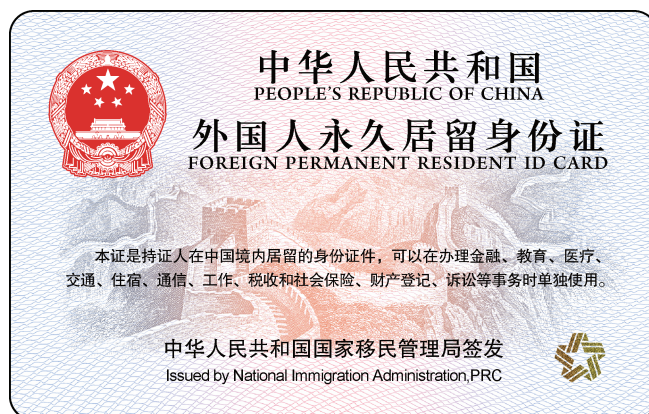 中华人民共和国
PEOPLE'S REPUBLIC OF CHINA
外国人永久居留身份证
FOREIGN PERMANENT RESIDENT ID CARD
本证是持证人在中国境内居留的身份证件，可以在办理金融、教育、医疗、
交通、住宿、通信、工作、税收和社会保险、财产登记、诉讼等事务时单独使用。
中华人民共和国国家移民管理局签发
Issued by National Immigration Administration,PRC